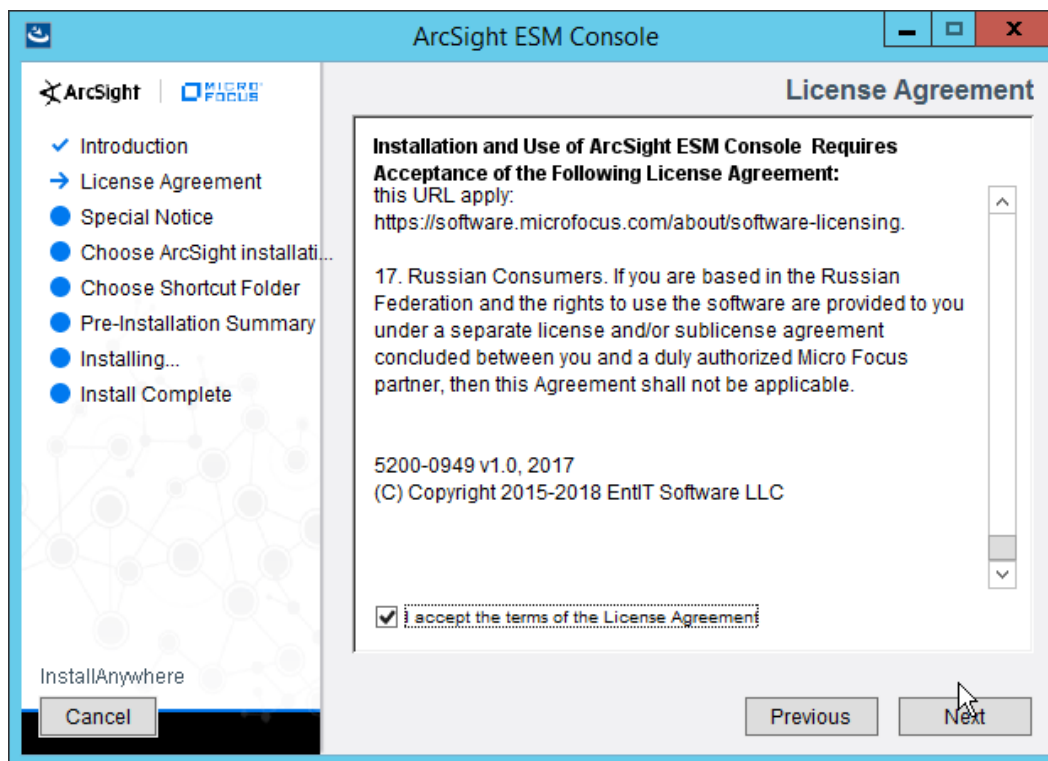 ArcSight ESM Console
ArcSight | MICRO FOCUS
License Agreement
Introduction
License Agreement
Special Notice
Choose ArcSight installati...
Choose Shortcut Folder
Pre-Installation Summary
Installing...
Install Complete
Installation and Use of ArcSight ESM Console Requires
Acceptance of the Following License Agreement:
this URL apply:
https://software.microfocus.com/about/software-licensing.
17. Russian Consumers. If you are based in the Russian
Federation and the rights to use the software are provided to you
under a separate license and/or sublicense agreement
concluded between you and a duly authorized Micro Focus
partner, then this Agreement shall not be applicable.
5200-0949 v1.0, 2017
(C) Copyright 2015-2018 EntIT Software LLC
I accept the terms of the License Agreement
InstallAnywhere
Cancel
Previous
Next